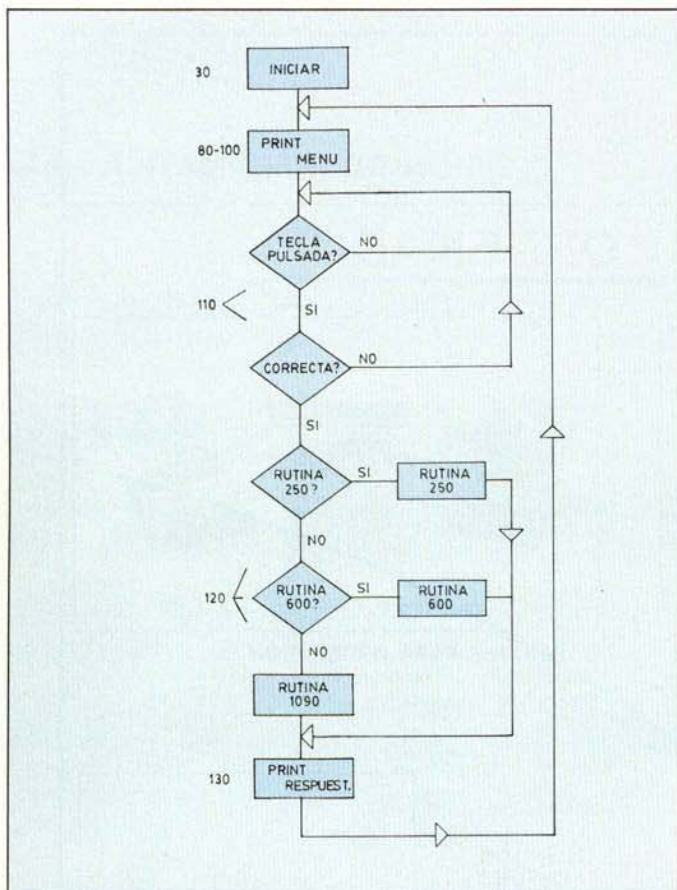 30
INICIAR
80-100
PRINT
MENU
TECLA
PULSADA?
NO
110
SI
CORRECTA?
NO
SI
RUTINA
250?
SI
RUTINA
250
NO
120
RUTINA
600?
SI
RUTINA
600
NO
RUTINA
1090
130
PRINT
RESPUEST.